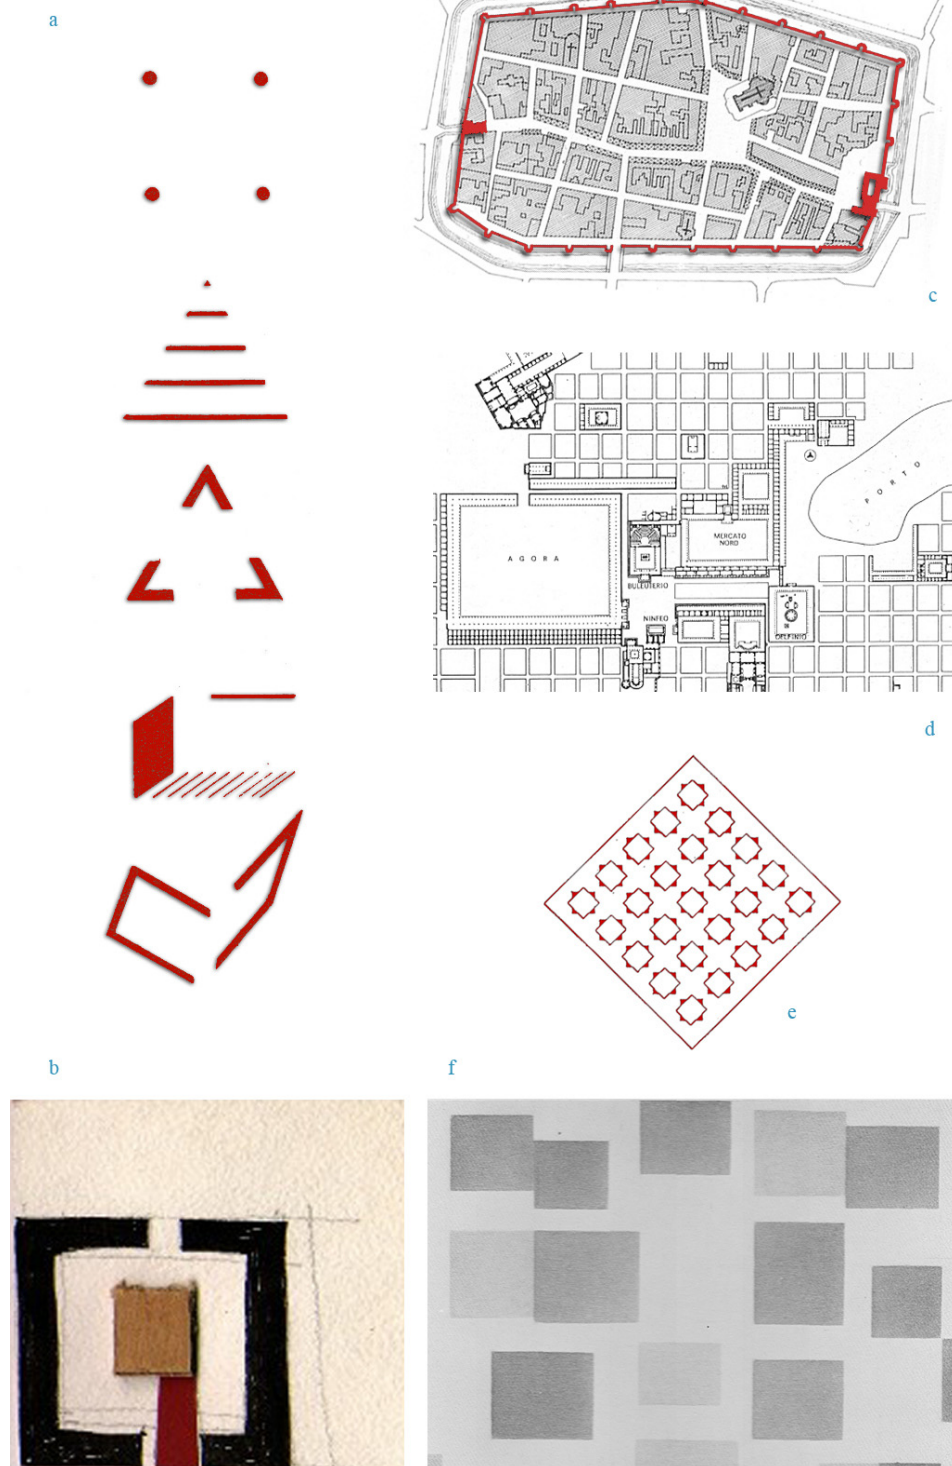 a
c
PORTO
AGORA
MERCATO
NORD
BULEUTERIO
NINFEO
DELFINIO
d
e
b
f